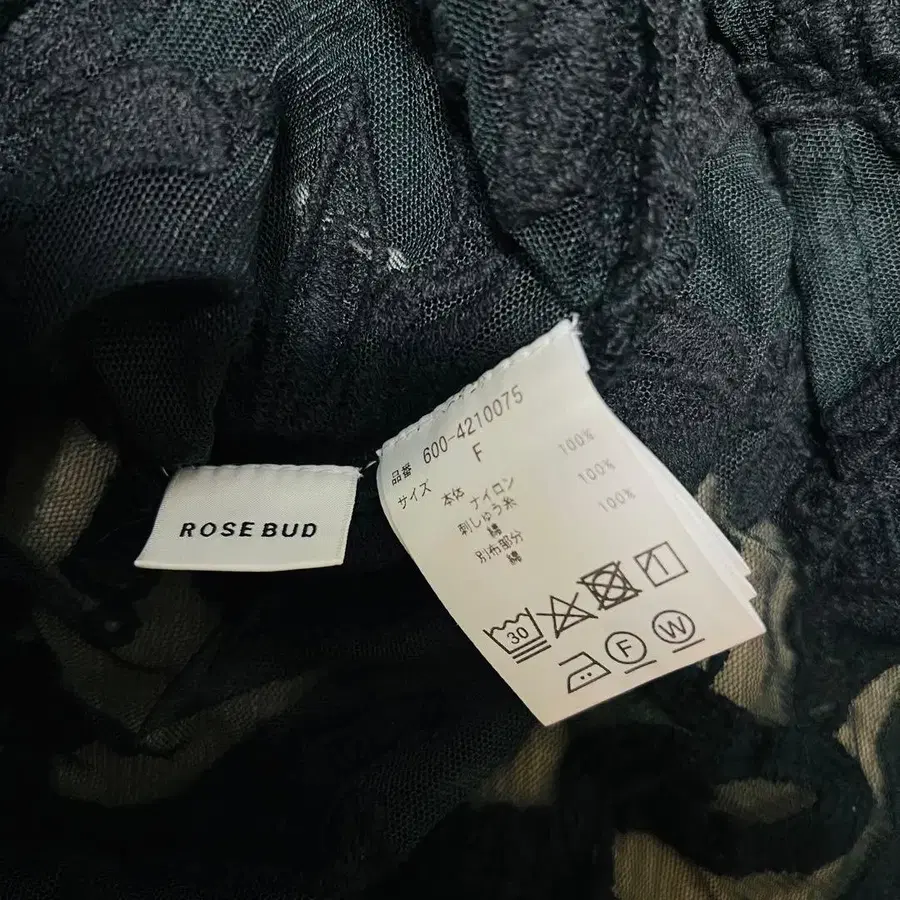 ROSE BUD
品番 600-4210075
サイズ F
本体 ナイロン 100%
刺しゅう糸
綿 100%
別布部分
綿 100%
30
F W